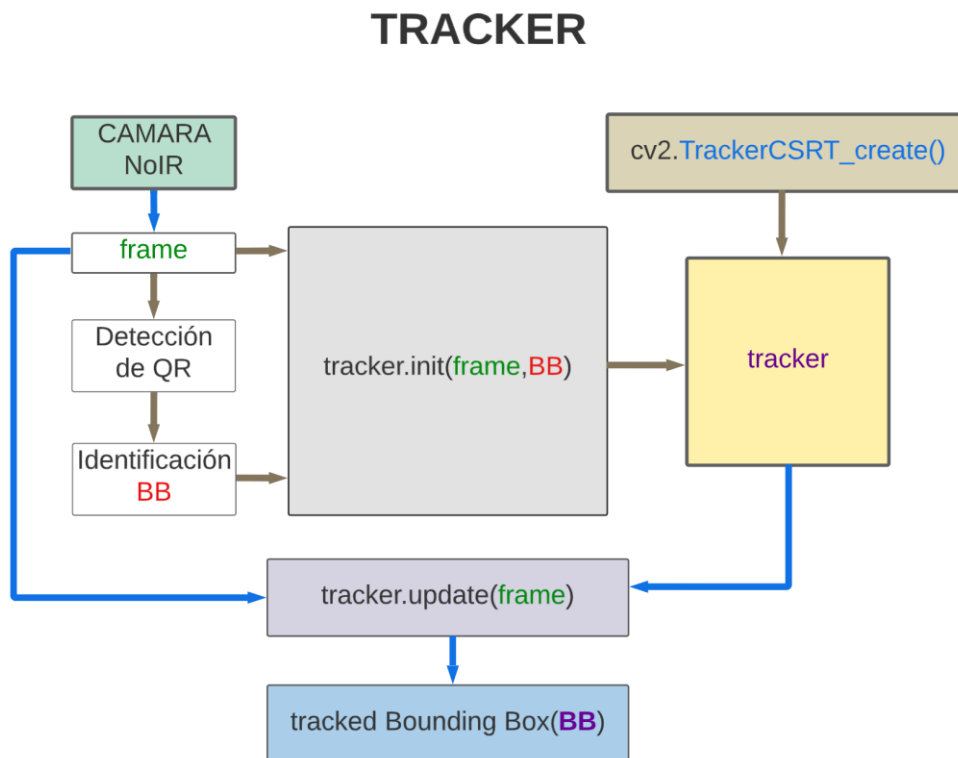 TRACKER
CAMARA
NoIR
cv2.TrackerCSRT_create()
frame
Detección
de QR
tracker.init(frame,BB)
tracker
Identificación
BB
tracker.update(frame)
tracked Bounding Box(BB)